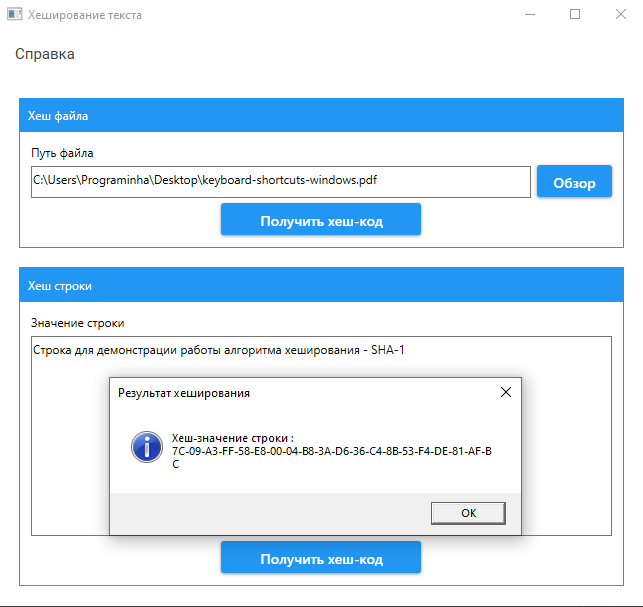 Хеширование текста
Справка
Хеш файла
Путь файла
C:\Users\Programinha\Desktop\keyboard-shortcuts-windows.pdf
Обзор
Получить хеш-код
Хеш строки
Значение строки
Строка для демонстрации работы алгоритма хеширования - SHA-1
Результат хеширования
Хеш-значение строки :
7C-09-A3-FF-58-E8-00-04-B8-3A-D6-36-C4-8B-53-F4-DE-81-AF-B
C
OK
Получить хеш-код